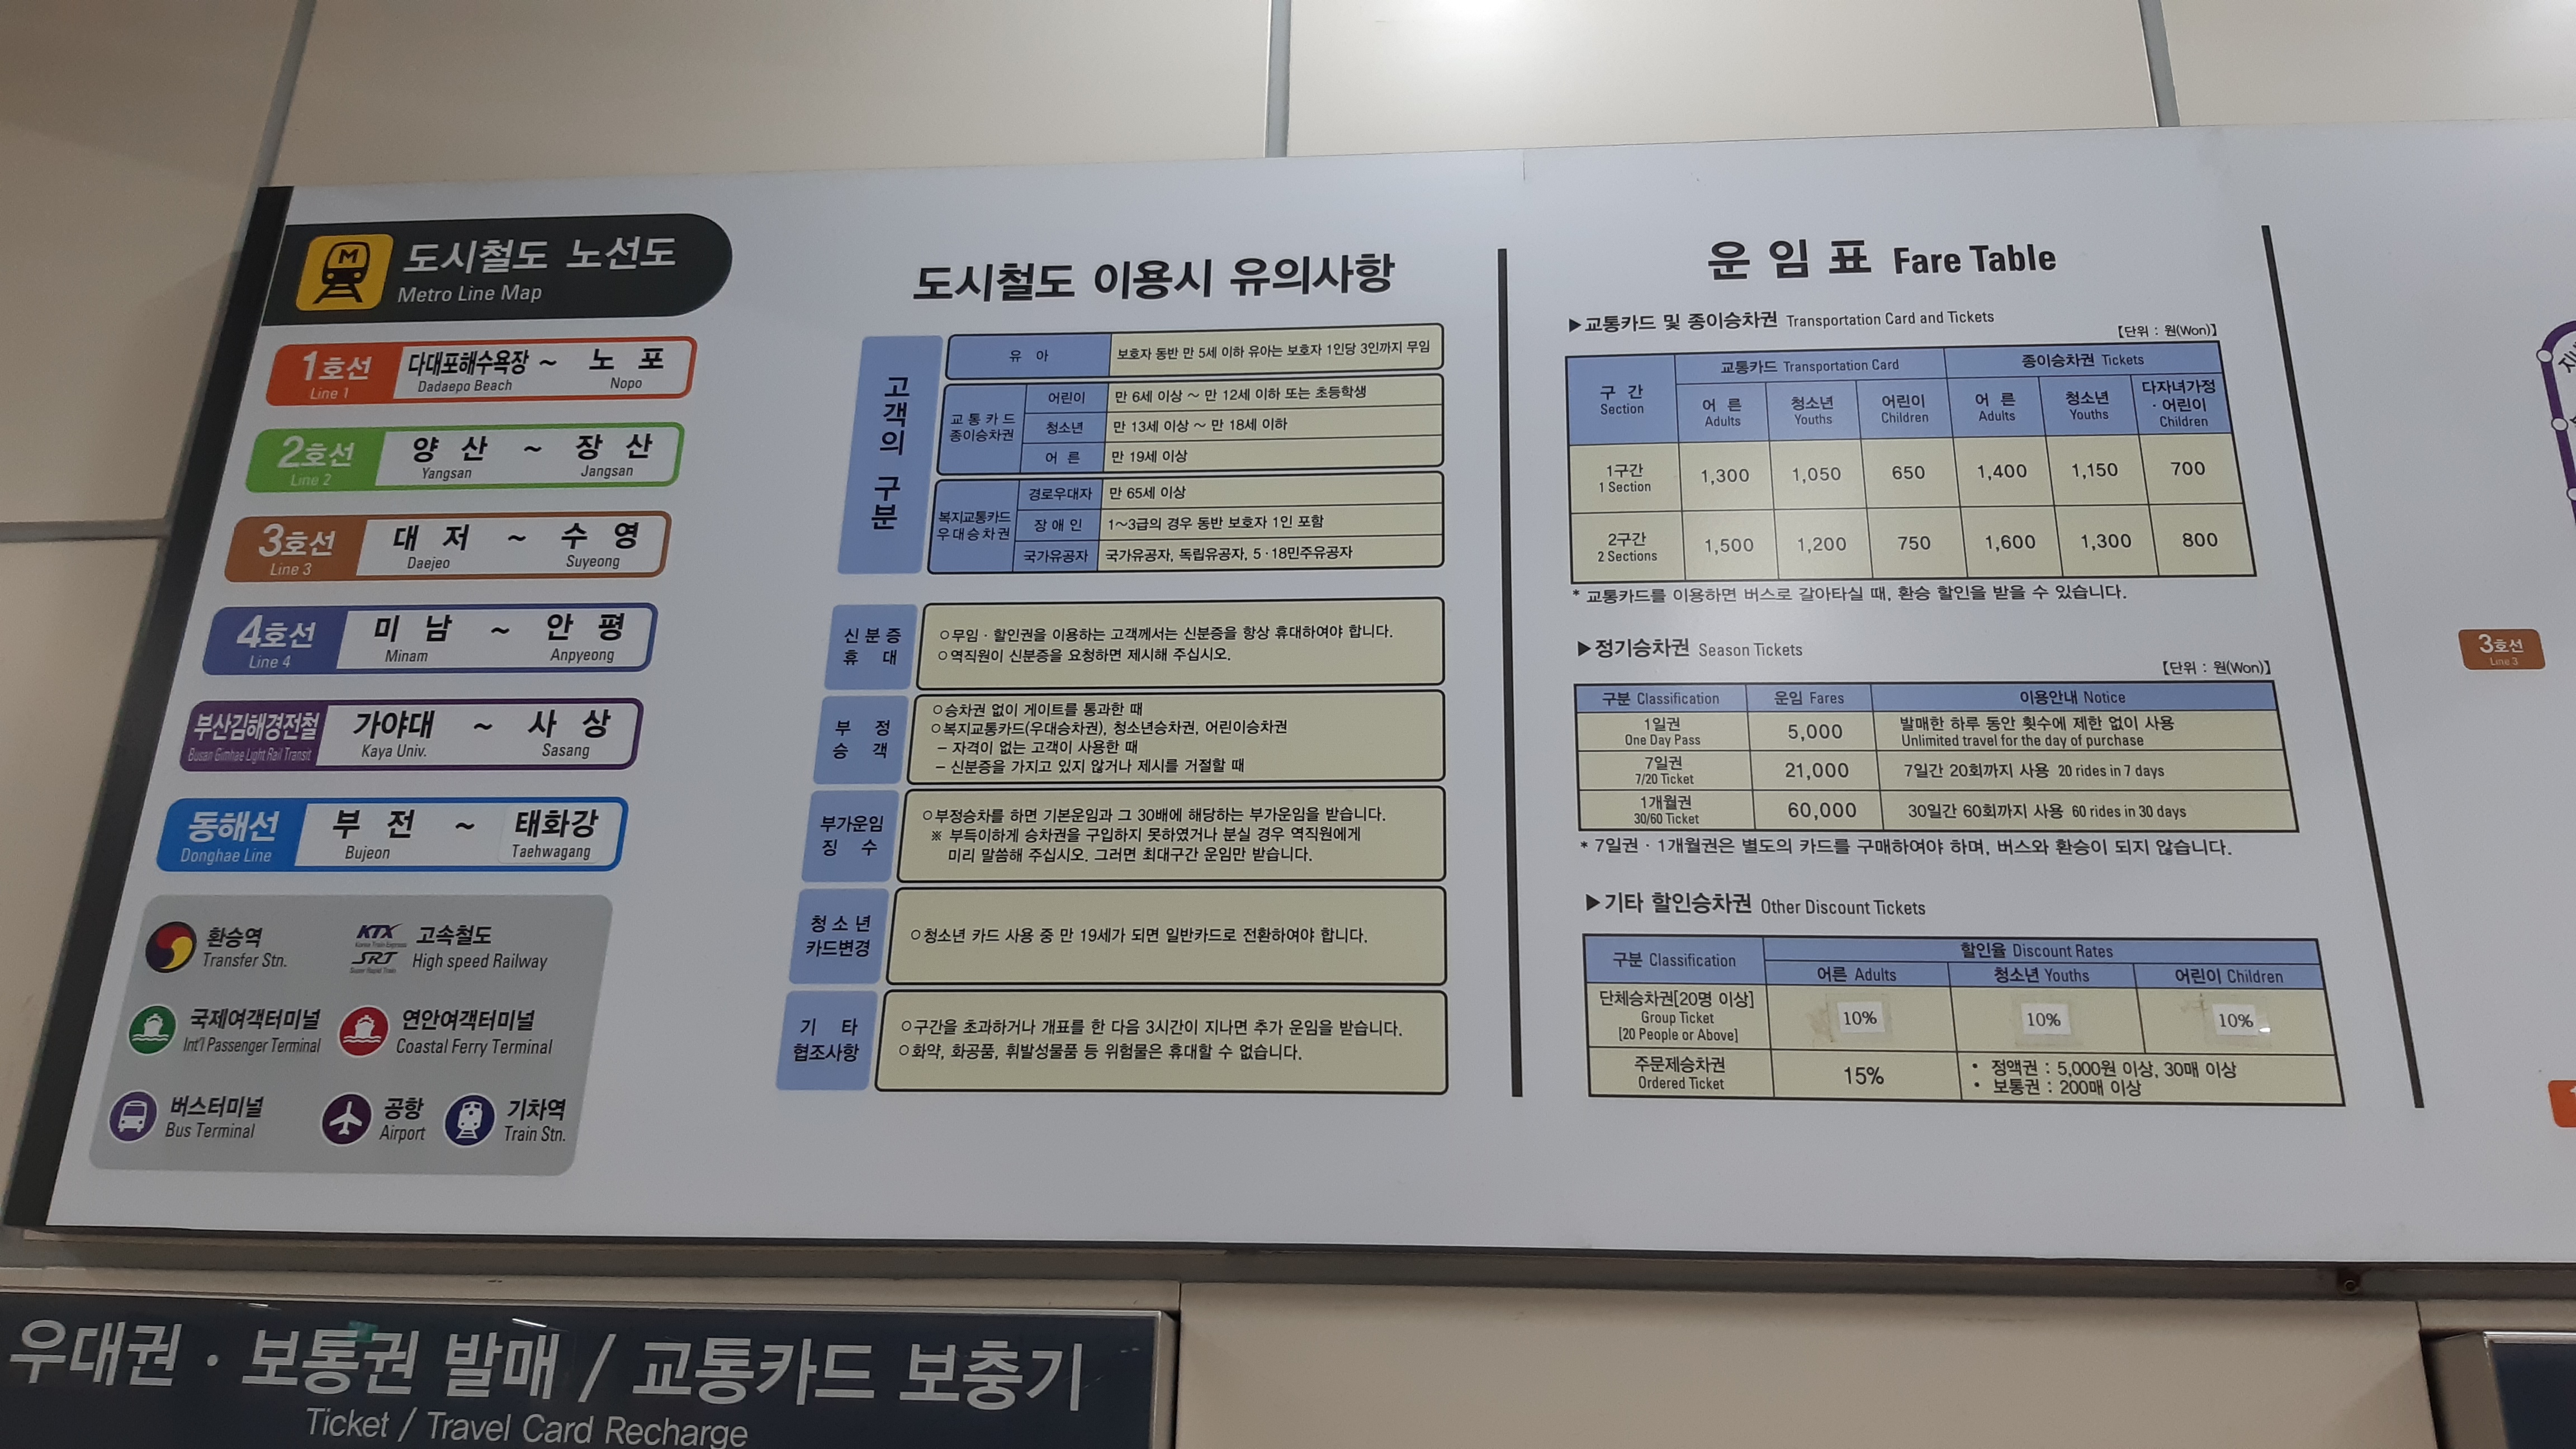 도시철도 노선도
Metro Line Map
1호선 다대포해수욕장 ~ 노 포
Line 1 Dadaepo Beach Nopo
2호선 양 산 ~ 장 산
Line 2 Yangsan Jangsan
3호선 대 저 ~ 수 영
Line 3 Daejeo Suyeong
4호선 미 남 ~ 안 평
Line 4 Minam Anpyeong
부산김해경전철 가야대 ~ 사 상
Busan Gimhae Light Rail Transit Kaya Univ. Sasang
동해선 부 전 ~ 태화강
Donghae Line Bujeon Taehwagang
환승역
Transfer Stn.
KTX
Korea Train Express
SRT
Super Rapid Train
고속철도
High speed Railway
국제여객터미널
Int'l Passenger Terminal
연안여객터미널
Coastal Ferry Terminal
버스터미널
Bus Terminal
공항
Airport
기차역
Train Stn.
도시철도 이용시 유의사항
고객의 구분
유 아 보호자 동반 만 5세 이하 유아는 보호자 1인당 3인까지 무임
교 통 카 드
종이승차권
어린이 만 6세 이상 ~ 만 12세 이하 또는 초등학생
청소년 만 13세 이상 ~ 만 18세 이하
어 른 만 19세 이상
복지교통카드
우 대 승 차 권
경로우대자 만 65세 이상
장 애 인 1~3급의 경우 동반 보호자 1인 포함
국가유공자 국가유공자, 독립유공자, 5·18민주유공자
신 분 증
휴 대
○무임·할인권을 이용하는 고객께서는 신분증을 항상 휴대하여야 합니다.
○역직원이 신분증을 요청하면 제시해 주십시오.
부 정
승 객
○승차권 없이 게이트를 통과한 때
○복지교통카드(우대승차권), 청소년승차권, 어린이승차권
– 자격이 없는 고객이 사용한 때
– 신분증을 가지고 있지 않거나 제시를 거절할 때
부가운임
징 수
○부정승차를 하면 기본운임과 그 30배에 해당하는 부가운임을 받습니다.
※ 부득이하게 승차권을 구입하지 못하였거나 분실 경우 역직원에게
미리 말씀해 주십시오. 그러면 최대구간 운임만 받습니다.
청 소 년
카드변경
○청소년 카드 사용 중 만 19세가 되면 일반카드로 전환하여야 합니다.
기 타
협조사항
○구간을 초과하거나 개표를 한 다음 3시간이 지나면 추가 운임을 받습니다.
○화약, 화공품, 휘발성물품 등 위험물은 휴대할 수 없습니다.
운 임 표 Fare Table
▶교통카드 및 종이승차권 Transportation Card and Tickets
【단위 : 원(Won)】
구 간
Section
교통카드 Transportation Card 종이승차권 Tickets
어 른 청소년 어린이 어 른 청소년 다자녀가정
·어린이
Adults Youths Children Adults Youths Children
1구간
1 Section
1,300 1,050 650 1,400 1,150 700
2구간
2 Sections
1,500 1,200 750 1,600 1,300 800
* 교통카드를 이용하면 버스로 갈아타실 때, 환승 할인을 받을 수 있습니다.
▶정기승차권 Season Tickets
【단위 : 원(Won)】
구분 Classification 운임 Fares 이용안내 Notice
1일권
One Day Pass
5,000
발매한 하루 동안 횟수에 제한 없이 사용
Unlimited travel for the day of purchase
7일권
7/20 Ticket
21,000 7일간 20회까지 사용 20 rides in 7 days
1개월권
30/60 Ticket
60,000 30일간 60회까지 사용 60 rides in 30 days
* 7일권·1개월권은 별도의 카드를 구매하여야 하며, 버스와 환승이 되지 않습니다.
▶기타 할인승차권 Other Discount Tickets
구분 Classification 할인율 Discount Rates
어른 Adults 청소년 Youths 어린이 Children
단체승차권[20명 이상]
Group Ticket
[20 People or Above]
10% 10% 10%
주문제승차권
Ordered Ticket
15%
• 정액권 : 5,000원 이상, 30매 이상
• 보통권 : 200매 이상
3호선
Line 3
우대권 · 보통권 발매 / 교통카드 보충기
Ticket / Travel Card Recharge